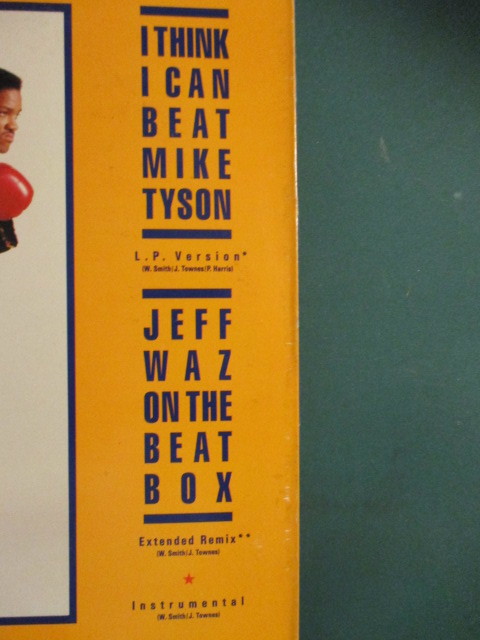 I THINK
I CAN
BEAT
MIKE
TYSON
L.P. Version*
(W. Smith/J. Townes/P. Harris)
JEFF
WAZ
ON THE
BEAT
BOX
Extended Remix**
(W. Smith/J. Townes)
Instrumental
(W. Smith/J. Townes)